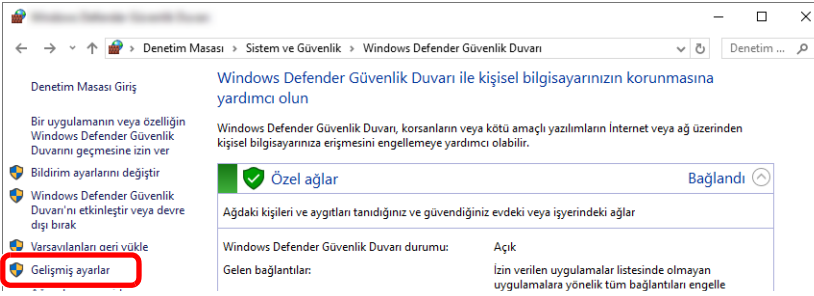 Denetim Masası > Sistem ve Güvenlik > Windows Defender Güvenlik Duvarı
Denetim ...
Denetim Masası Giriş
Bir uygulamanın veya özelliğin
Windows Defender Güvenlik
Duvarını geçmesine izin ver
Bildirim ayarlarını değiştir
Windows Defender Güvenlik
Duvarı'nı etkinleştir veya devre
dışı bırak
Varsayılanları geri yükle
Gelişmiş ayarlar
Windows Defender Güvenlik Duvarı ile kişisel bilgisayarınızın korunmasına
yardımcı olun
Windows Defender Güvenlik Duvarı, korsanların veya kötü amaçlı yazılımların İnternet veya ağ üzerinden
kişisel bilgisayarınıza erişmesini engellemeye yardımcı olabilir.
Özel ağlar
Bağlandı
Ağdaki kişileri ve aygıtları tanıdığınız ve güvendiğiniz evdeki veya işyerindeki ağlar
Windows Defender Güvenlik Duvarı durumu:
Açık
Gelen bağlantılar:
İzin verilen uygulamalar listesinde olmayan
uygulamalara yönelik tüm bağlantıları engelle